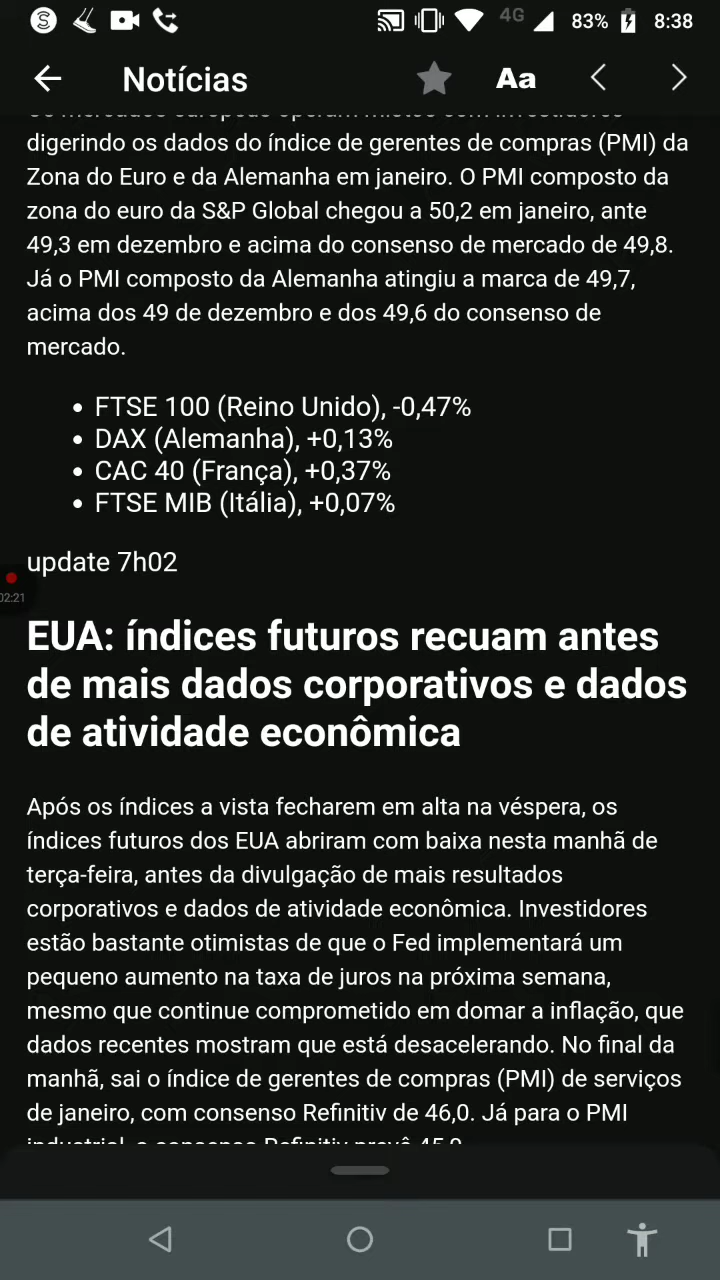 4G
83%
8:38
Notícias
Aa
digerindo os dados do índice de gerentes de compras (PMI) da
Zona do Euro e da Alemanha em janeiro. O PMI composto da
zona do euro da S&P Global chegou a 50,2 em janeiro, ante
49,3 em dezembro e acima do consenso de mercado de 49,8.
Já o PMI composto da Alemanha atingiu a marca de 49,7,
acima dos 49 de dezembro e dos 49,6 do consenso de
mercado.
• FTSE 100 (Reino Unido), -0,47%
• DAX (Alemanha), +0,13%
• CAC 40 (França), +0,37%
• FTSE MIB (Itália), +0,07%
update 7h02
02:21
EUA: índices futuros recuam antes
de mais dados corporativos e dados
de atividade econômica
Após os índices a vista fecharem em alta na véspera, os
índices futuros dos EUA abriram com baixa nesta manhã de
terça-feira, antes da divulgação de mais resultados
corporativos e dados de atividade econômica. Investidores
estão bastante otimistas de que o Fed implementará um
pequeno aumento na taxa de juros na próxima semana,
mesmo que continue comprometido em domar a inflação, que
dados recentes mostram que está desacelerando. No final da
manhã, sai o índice de gerentes de compras (PMI) de serviços
de janeiro, com consenso Refinitiv de 46,0. Já para o PMI